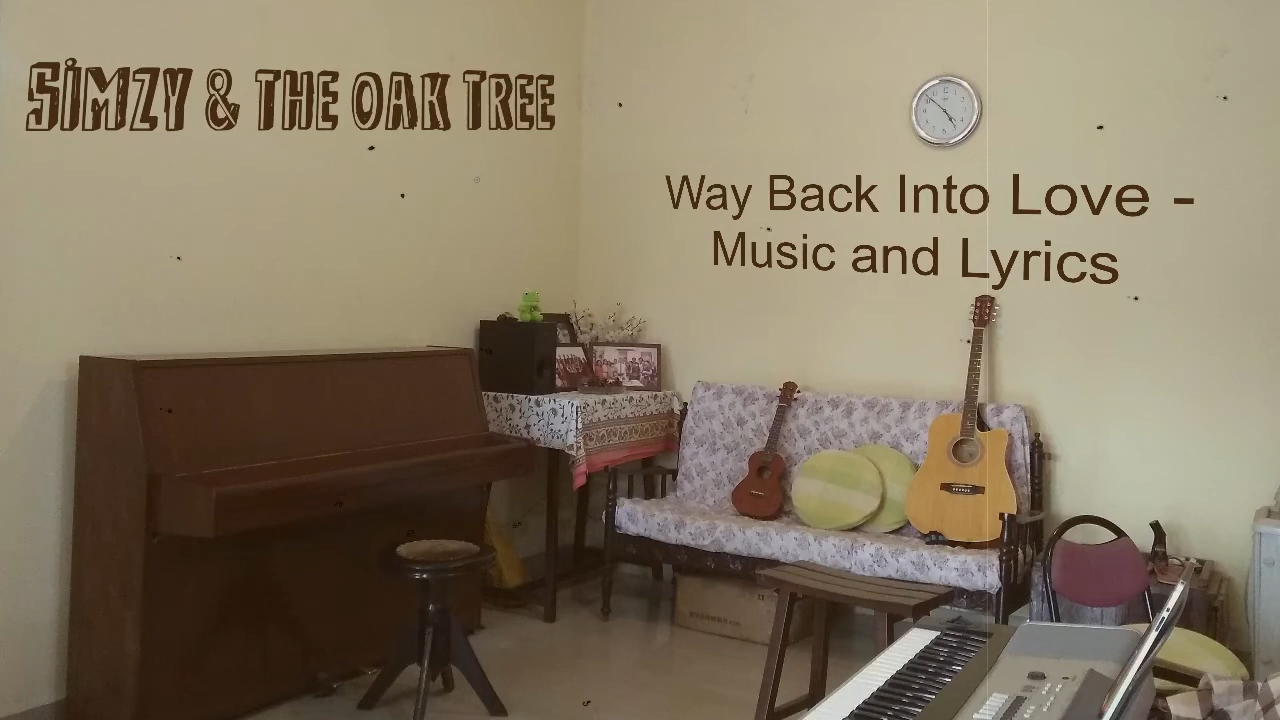 SiMZY & THE OAK TREE
Way Back Into Love -
Music and Lyrics